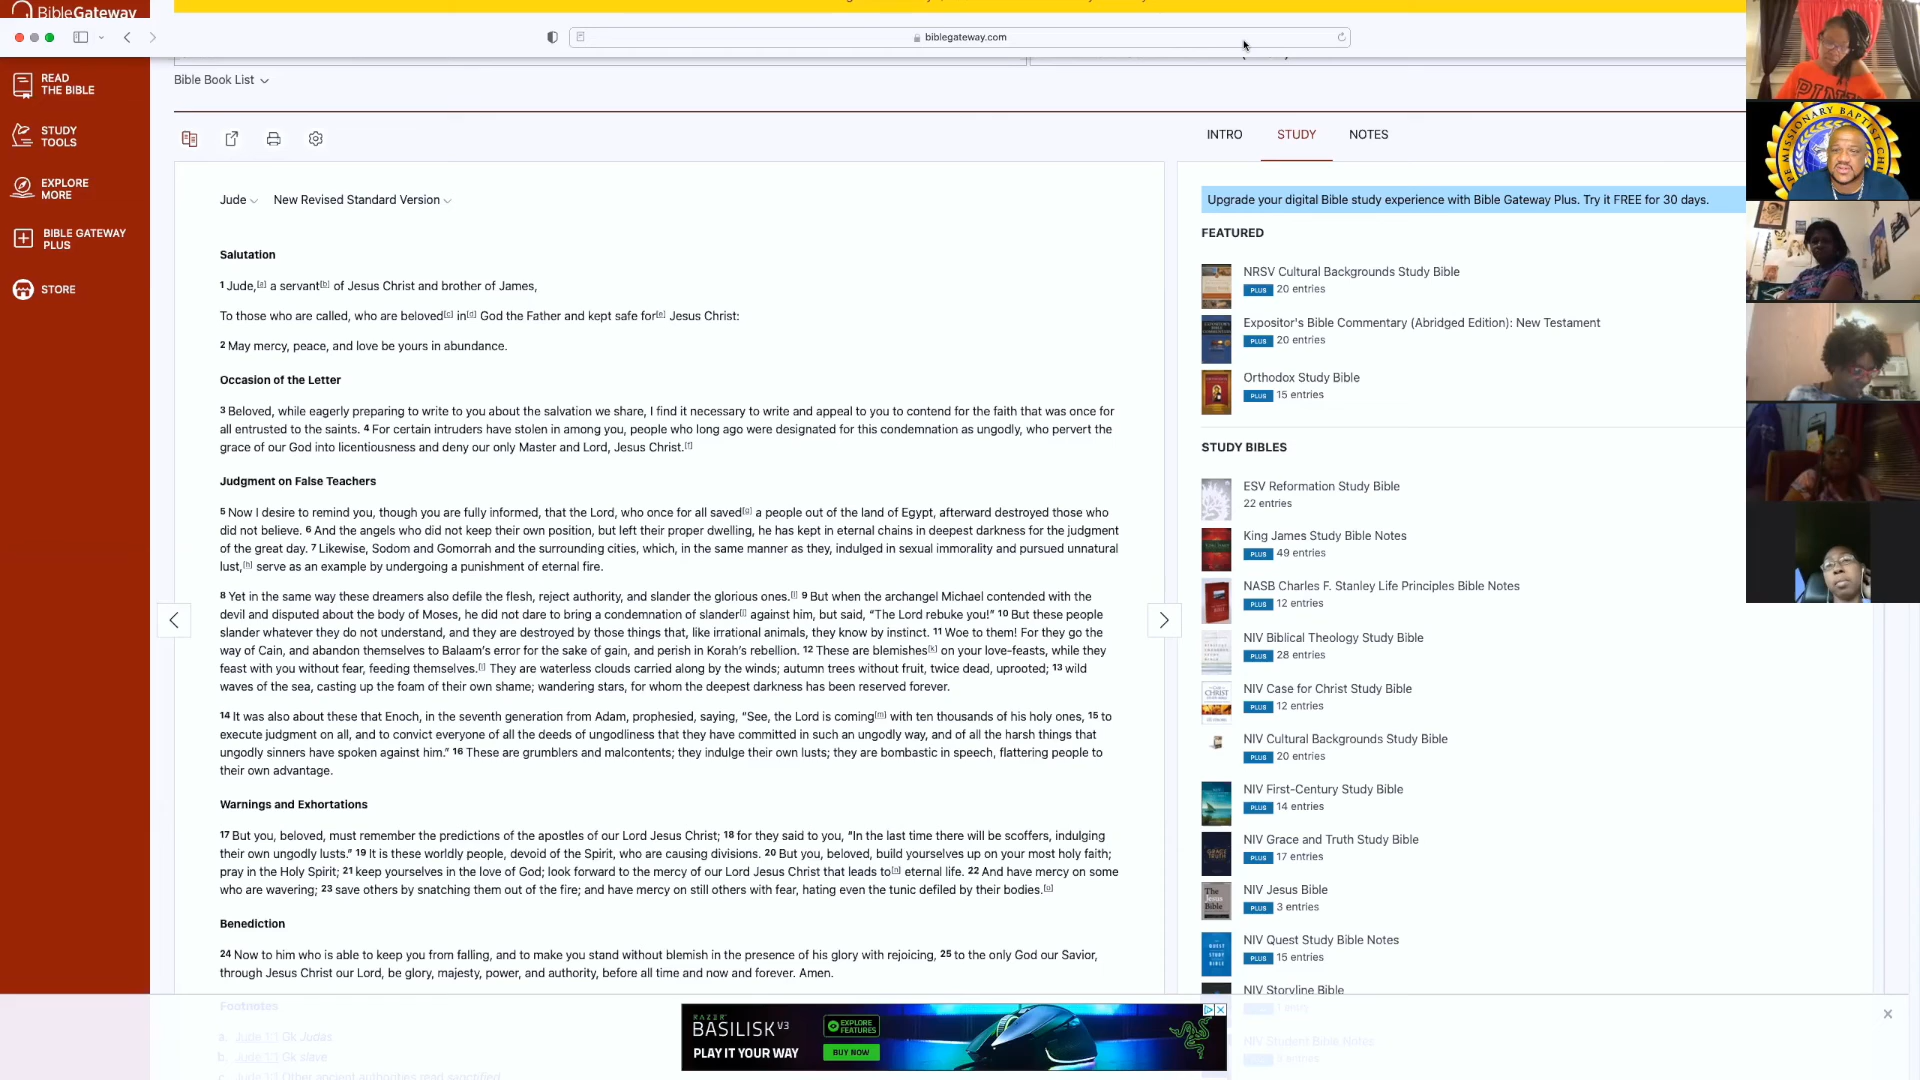 BibleGateway
biblegateway.com
READ
THE BIBLE
STUDY
TOOLS
EXPLORE
MORE
BIBLE GATEWAY
PLUS
STORE
Bible Book List
Jude New Revised Standard Version
Salutation
1 Jude,[a] a servant[b] of Jesus Christ and brother of James,
To those who are called, who are beloved[c] in[d] God the Father and kept safe for[e] Jesus Christ:
2 May mercy, peace, and love be yours in abundance.
Occasion of the Letter
3 Beloved, while eagerly preparing to write to you about the salvation we share, I find it necessary to write and appeal to you to contend for the faith that was once for
all entrusted to the saints. 4 For certain intruders have stolen in among you, people who long ago were designated for this condemnation as ungodly, who pervert the
grace of our God into licentiousness and deny our only Master and Lord, Jesus Christ.[f]
Judgment on False Teachers
5 Now I desire to remind you, though you are fully informed, that the Lord, who once for all saved[g] a people out of the land of Egypt, afterward destroyed those who
did not believe. 6 And the angels who did not keep their own position, but left their proper dwelling, he has kept in eternal chains in deepest darkness for the judgment
of the great day. 7 Likewise, Sodom and Gomorrah and the surrounding cities, which, in the same manner as they, indulged in sexual immorality and pursued unnatural
lust,[h] serve as an example by undergoing a punishment of eternal fire.
8 Yet in the same way these dreamers also defile the flesh, reject authority, and slander the glorious ones.[i] 9 But when the archangel Michael contended with the
devil and disputed about the body of Moses, he did not dare to bring a condemnation of slander[j] against him, but said, “The Lord rebuke you!” 10 But these people
slander whatever they do not understand, and they are destroyed by those things that, like irrational animals, they know by instinct. 11 Woe to them! For they go the
way of Cain, and abandon themselves to Balaam’s error for the sake of gain, and perish in Korah’s rebellion. 12 These are blemishes[k] on your love-feasts, while they
feast with you without fear, feeding themselves.[l] They are waterless clouds carried along by the winds; autumn trees without fruit, twice dead, uprooted; 13 wild
waves of the sea, casting up the foam of their own shame; wandering stars, for whom the deepest darkness has been reserved forever.
14 It was also about these that Enoch, in the seventh generation from Adam, prophesied, saying, “See, the Lord is coming[m] with ten thousands of his holy ones, 15 to
execute judgment on all, and to convict everyone of all the deeds of ungodliness that they have committed in such an ungodly way, and of all the harsh things that
ungodly sinners have spoken against him.” 16 These are grumblers and malcontents; they indulge their own lusts; they are bombastic in speech, flattering people to
their own advantage.
Warnings and Exhortations
17 But you, beloved, must remember the predictions of the apostles of our Lord Jesus Christ; 18 for they said to you, “In the last time there will be scoffers, indulging
their own ungodly lusts.” 19 It is these worldly people, devoid of the Spirit, who are causing divisions. 20 But you, beloved, build yourselves up on your most holy faith;
pray in the Holy Spirit; 21 keep yourselves in the love of God; look forward to the mercy of our Lord Jesus Christ that leads to[n] eternal life. 22 And have mercy on some
who are wavering; 23 save others by snatching them out of the fire; and have mercy on still others with fear, hating even the tunic defiled by their bodies.[o]
Benediction
24 Now to him who is able to keep you from falling, and to make you stand without blemish in the presence of his glory with rejoicing, 25 to the only God our Savior,
through Jesus Christ our Lord, be glory, majesty, power, and authority, before all time and now and forever. Amen.
Footnotes
a. Jude 1:1 Gk Judas
b. Jude 1:1 Gk slave
c. Jude 1:1 Other ancient authorities read sanctified
INTRO STUDY NOTES
Upgrade your digital Bible study experience with Bible Gateway Plus. Try it FREE for 30 days.
FEATURED
NRSV Cultural Backgrounds Study Bible
PLUS 20 entries
Expositor's Bible Commentary (Abridged Edition): New Testament
PLUS 20 entries
Orthodox Study Bible
PLUS 15 entries
STUDY BIBLES
ESV Reformation Study Bible
22 entries
King James Study Bible Notes
PLUS 49 entries
NASB Charles F. Stanley Life Principles Bible Notes
PLUS 12 entries
NIV Biblical Theology Study Bible
PLUS 28 entries
NIV Case for Christ Study Bible
PLUS 12 entries
NIV Cultural Backgrounds Study Bible
PLUS 20 entries
NIV First-Century Study Bible
PLUS 14 entries
NIV Grace and Truth Study Bible
PLUS 17 entries
NIV Jesus Bible
PLUS 3 entries
NIV Quest Study Bible Notes
PLUS 15 entries
NIV Storyline Bible
NIV Student Bible Notes
RAZER
BASILISK V3
PLAY IT YOUR WAY
EXPLORE
FEATURES
BUY NOW
PINK
MISSIONARY BAPTIST